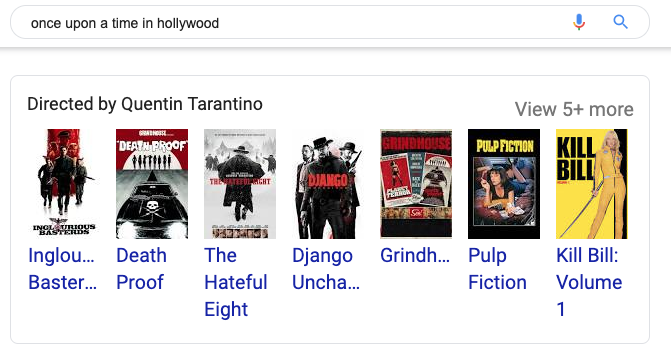 once upon a time in hollywood
Directed by Quentin Tarantino
View 5+ more
INGLOURIOUS
BASTERDS
GRINDHOUSE
DEATH PROOF
THE HATEFUL EIGHT
DJANGO
GRINDHOUSE
PLANET
TERROR
PULP FICTION
KILL
BILL
Inglou...
Baster...
Death
Proof
The
Hateful
Eight
Django
Uncha...
Grindh...
Pulp
Fiction
Kill Bill:
Volume
1